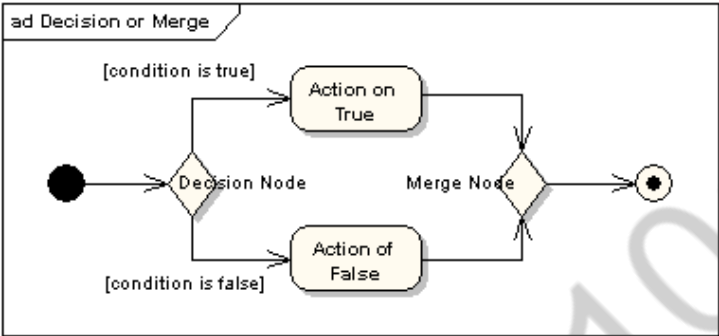 ad Decision or Merge
[condition is true]
Action on
True
Decision Node
Merge Node
Action of
False
[condition is false]
10